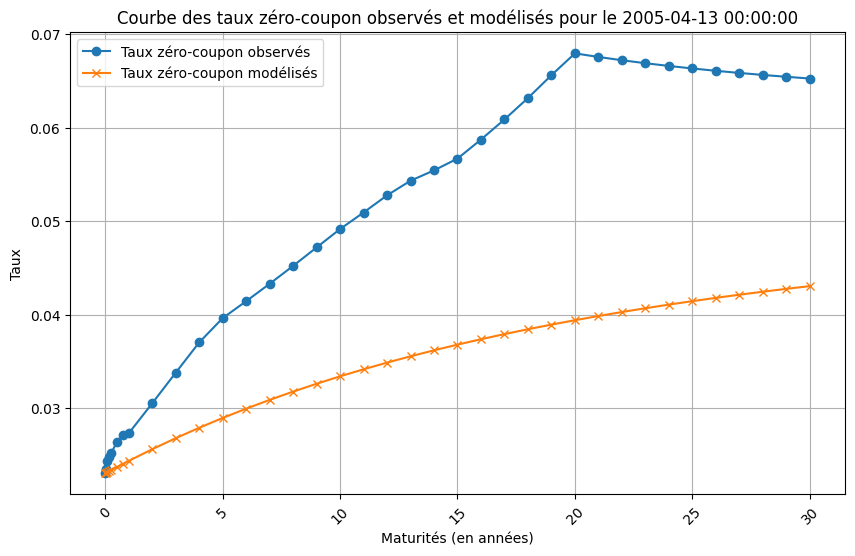 Courbe des taux zéro-coupon observés et modélisés pour le 2005-04-13 00:00:00
Taux zéro-coupon observés
Taux zéro-coupon modélisés
0.07
0.06
0.05
0.04
0.03
Taux
0
5
10
15
20
25
30
Maturités (en années)